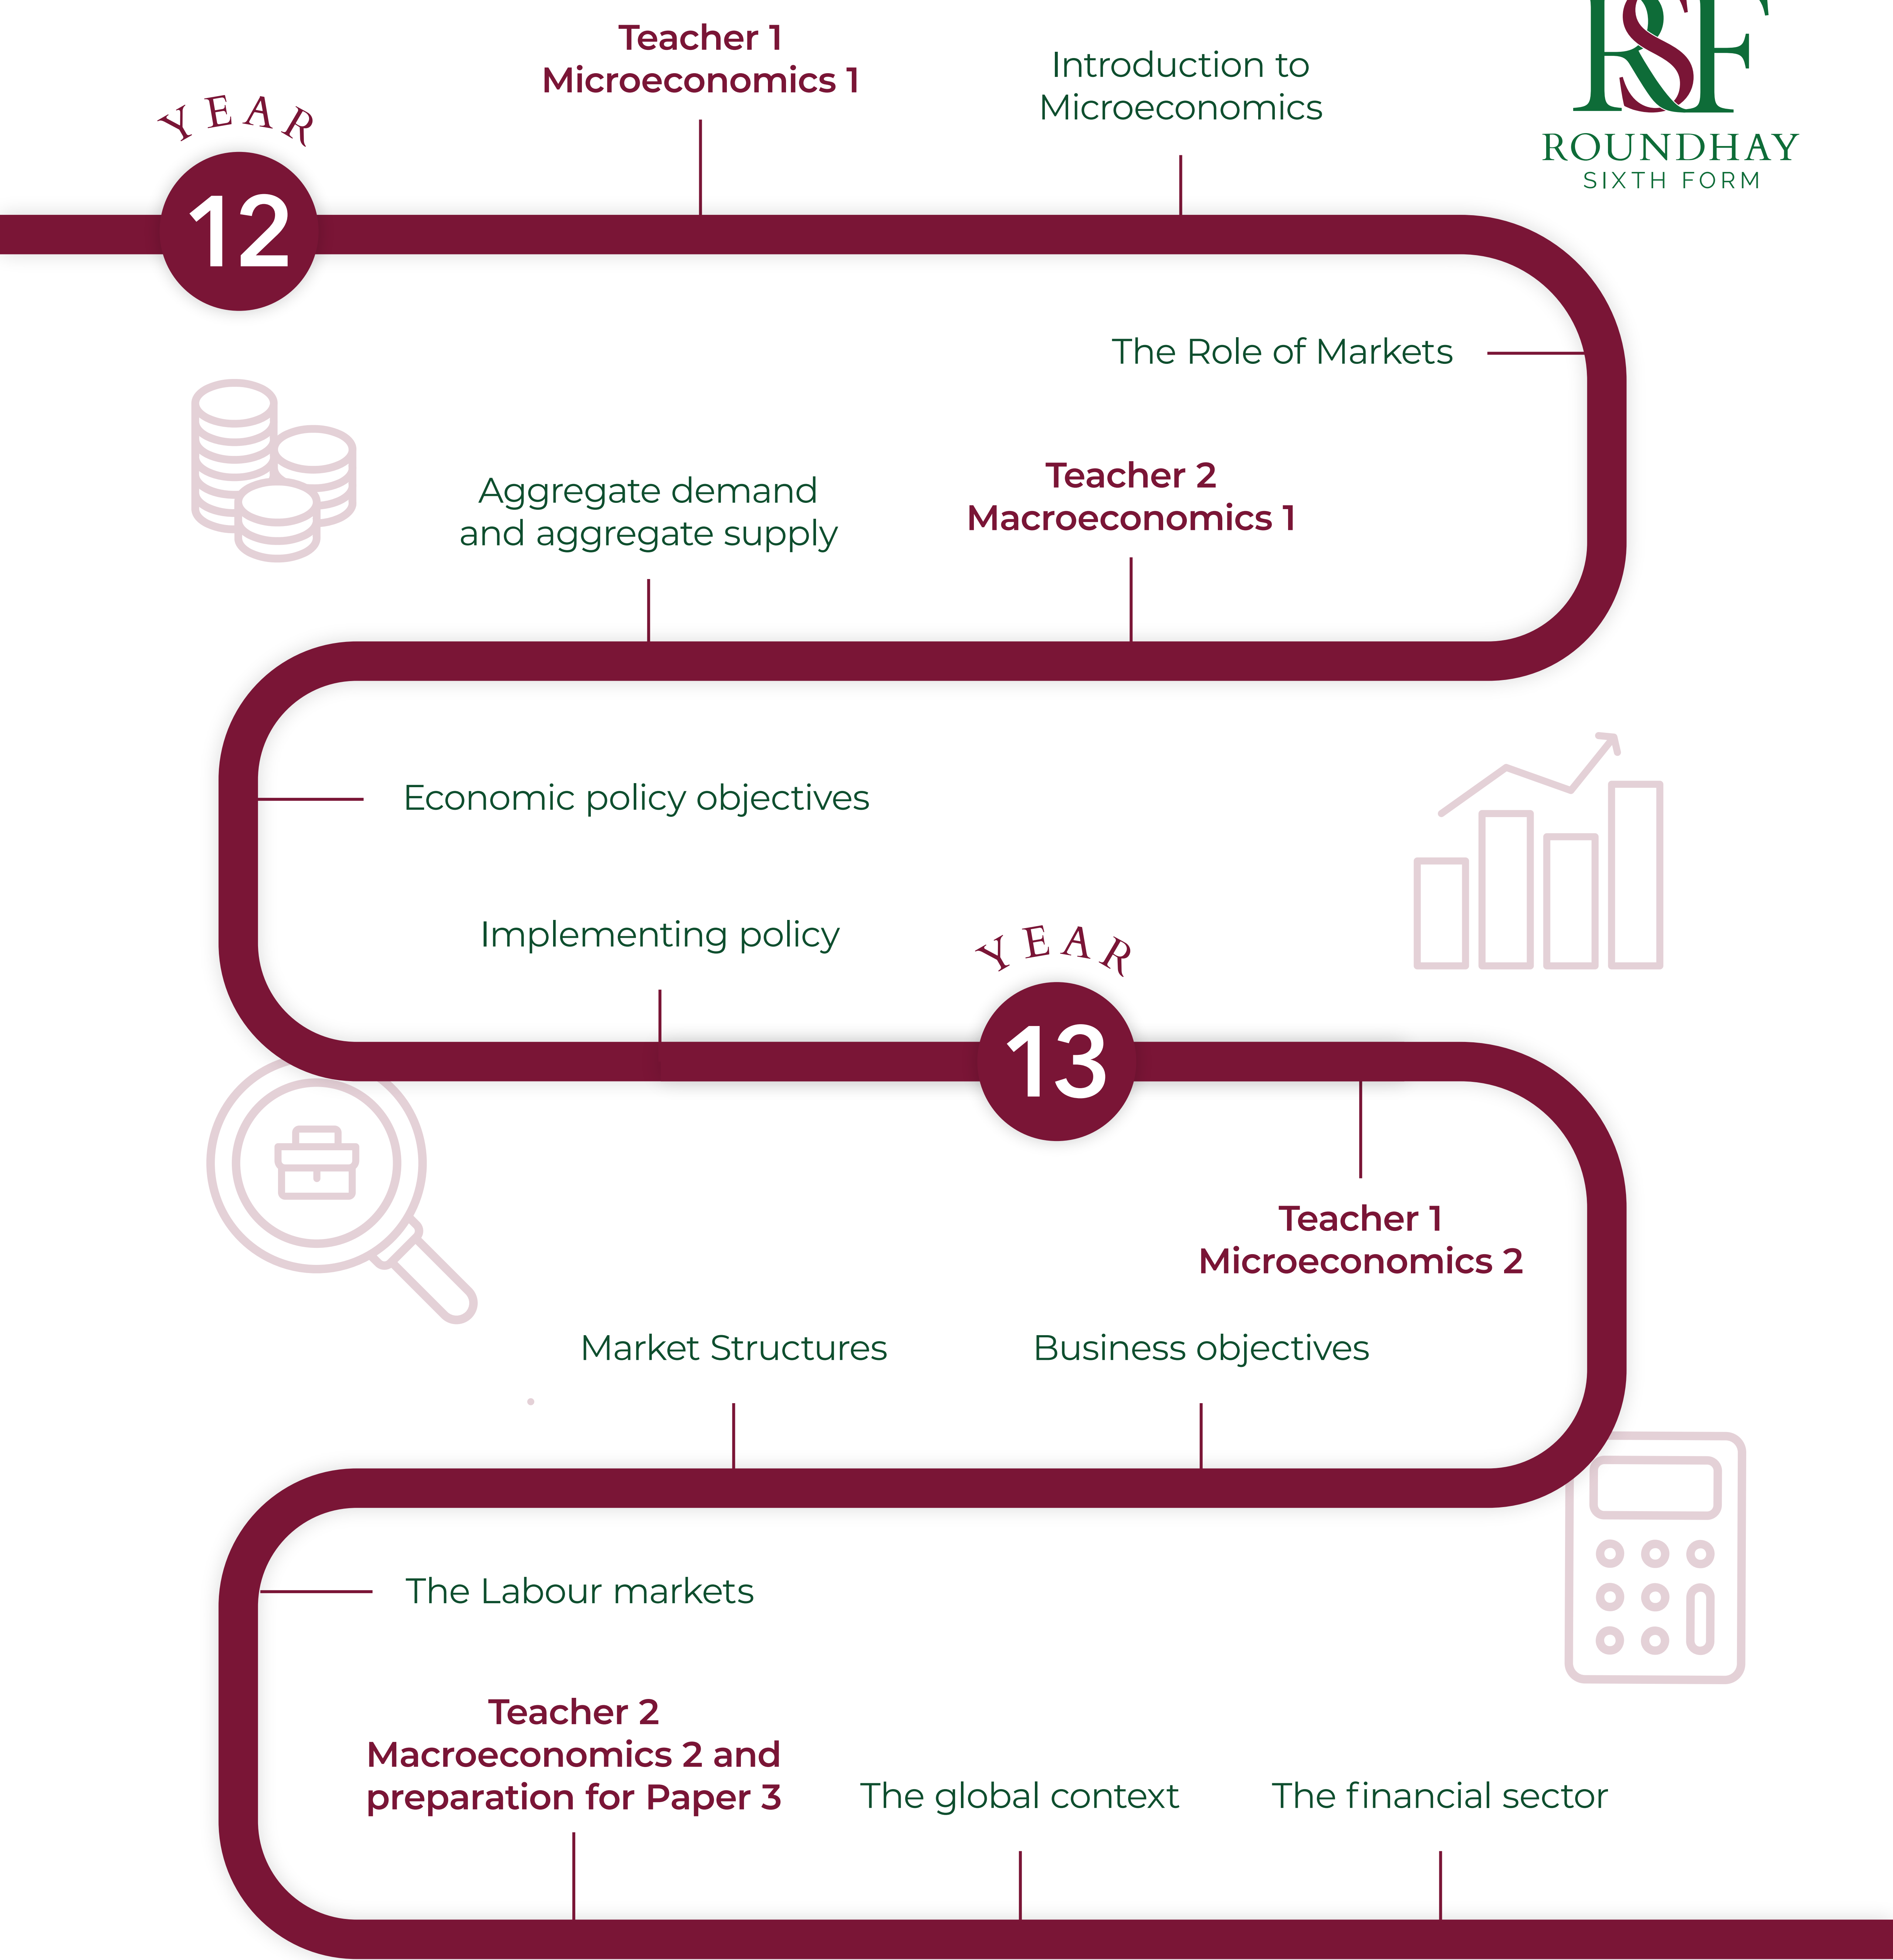 RSF
ROUNDHAY
SIXTH FORM
YEAR
12
Teacher 1
Microeconomics 1
Introduction to
Microeconomics
The Role of Markets
Teacher 2
Macroeconomics 1
Aggregate demand
and aggregate supply
Economic policy objectives
Implementing policy
YEAR
13
Teacher 1
Microeconomics 2
Business objectives
Market Structures
The Labour markets
Teacher 2
Macroeconomics 2 and
preparation for Paper 3
The global context
The financial sector